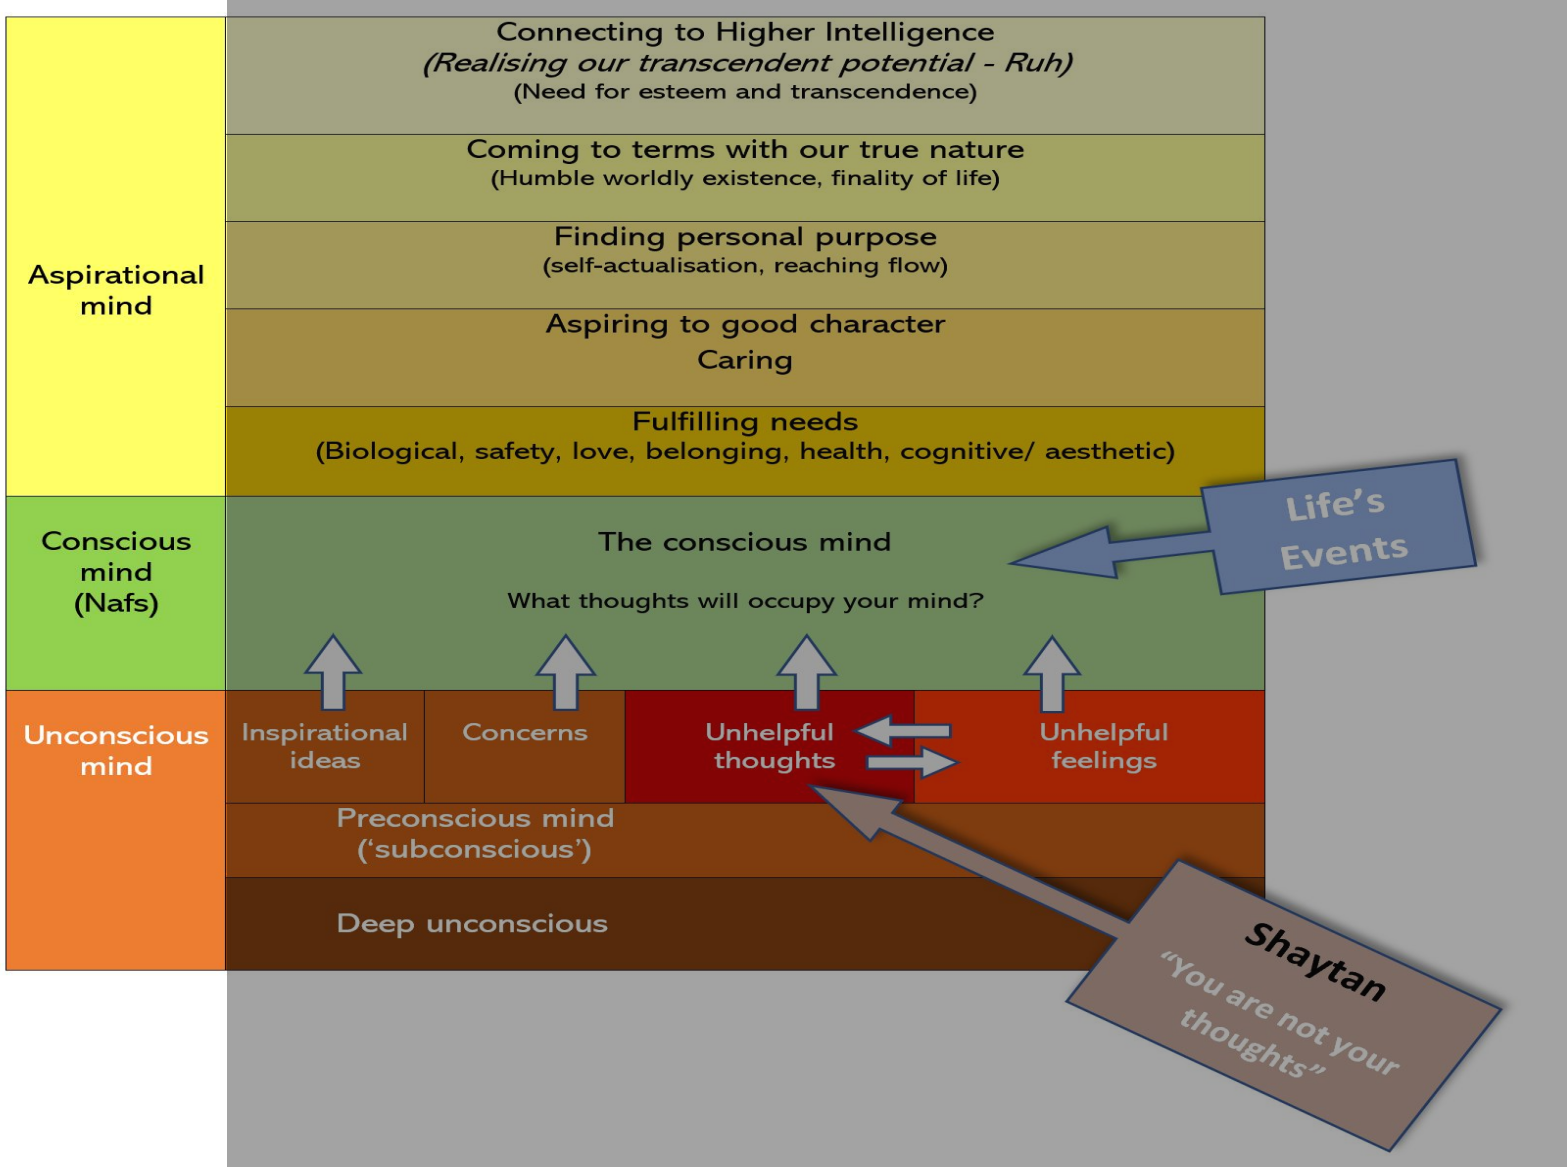 Connecting to Higher Intelligence
(Realising our transcendent potential - Ruh)
(Need for esteem and transcendence)
Coming to terms with our true nature
(Humble worldly existence, finality of life)
Finding personal purpose
(self-actualisation, reaching flow)
Aspirational
mind
Aspiring to good character
Caring
Fulfilling needs
(Biological, safety, love, belonging, health, cognitive/ aesthetic)
Life's
Events
Conscious
mind
(Nafs)
The conscious mind
What thoughts will occupy your mind?
Unconscious
mind
Inspirational
ideas
Concerns
Unhelpful
thoughts
Unhelpful
feelings
Preconscious mind
(‘subconscious’)
Deep unconscious
Shaytan
“You are not your
thoughts”